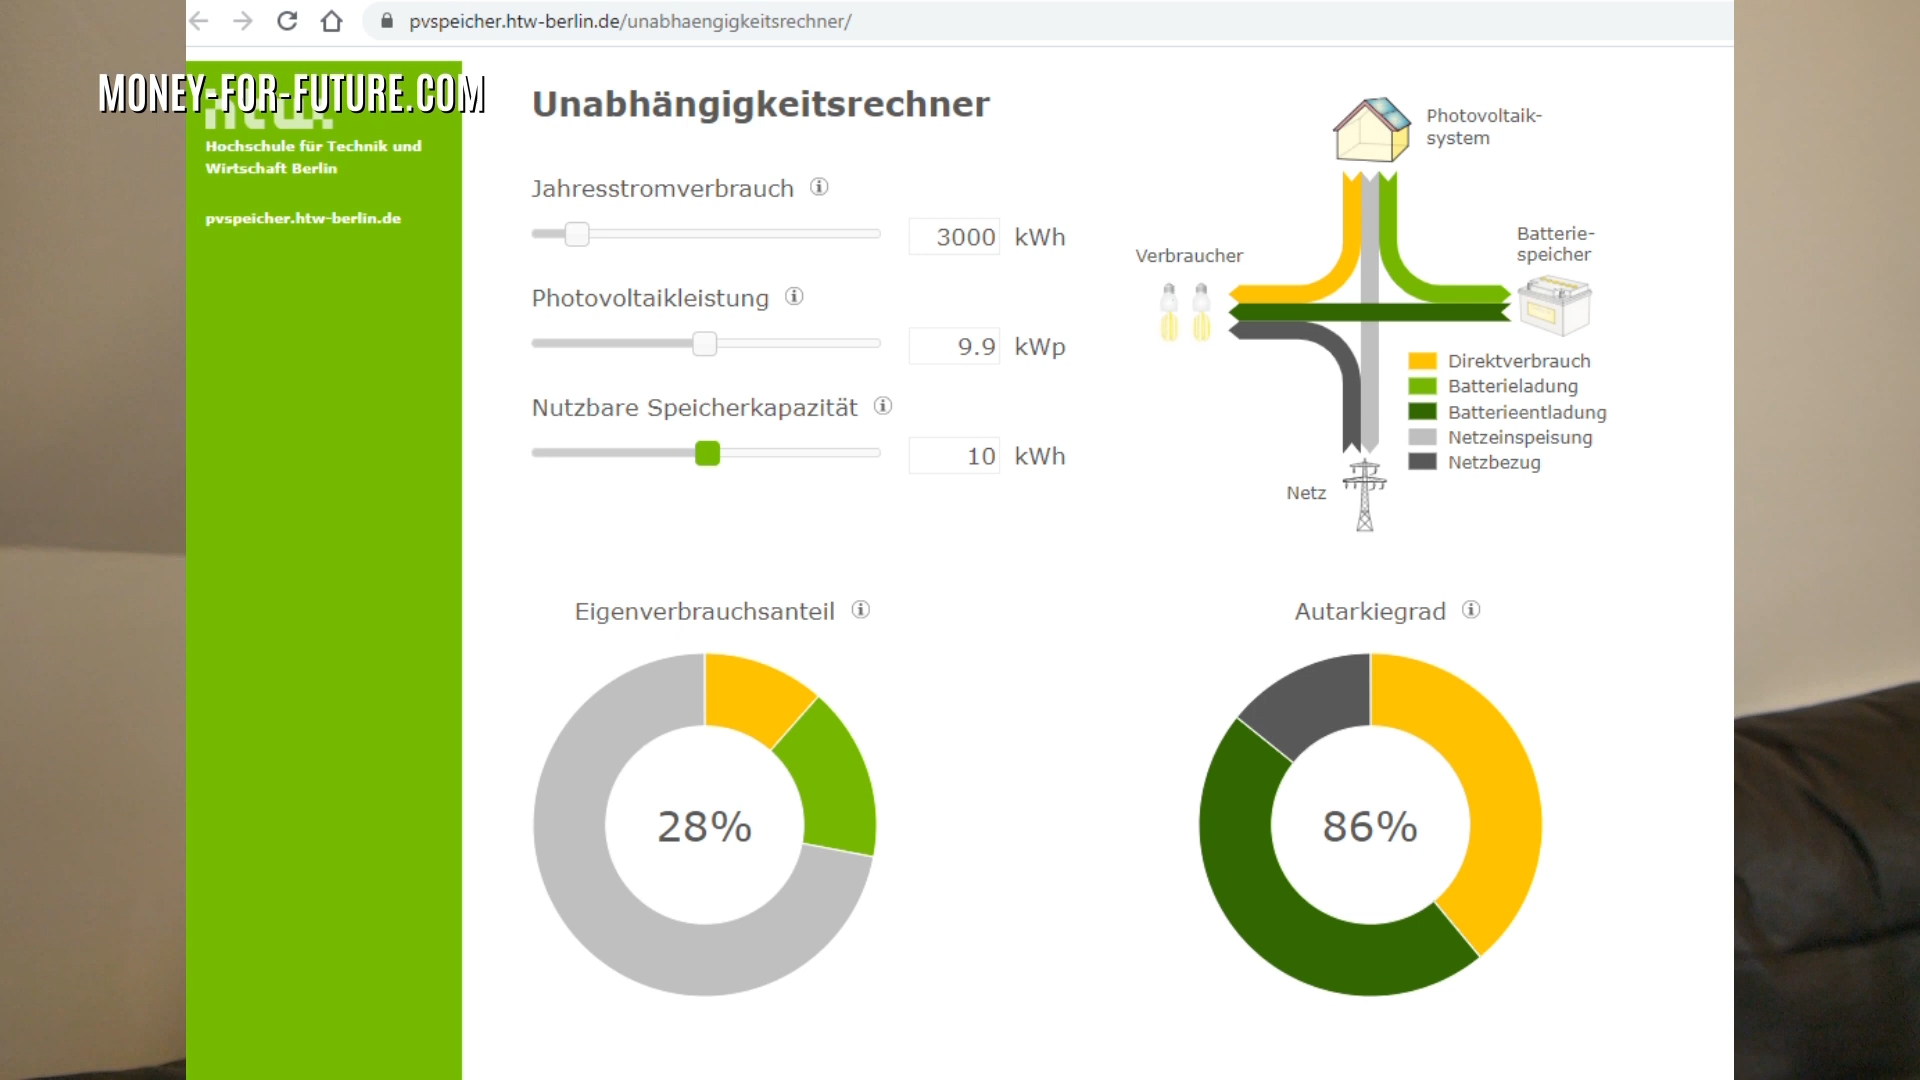 pvspeicher.htw-berlin.de/unabhaengigkeitsrechner/
MONEY-FOR-FUTURE.COM
htw.
Hochschule für Technik und
Wirtschaft Berlin
pvspeicher.htw-berlin.de
Unabhängigkeitsrechner
Jahresstromverbrauch
3000 kWh
Photovoltaikleistung
9.9 kWp
Nutzbare Speicherkapazität
10 kWh
Photovoltaik-
system
Verbraucher
Batterie-
speicher
Direktverbrauch
Batterieladung
Batterieentladung
Netzeinspeisung
Netzbezug
Netz
Eigenverbrauchsanteil
28%
Autarkiegrad
86%